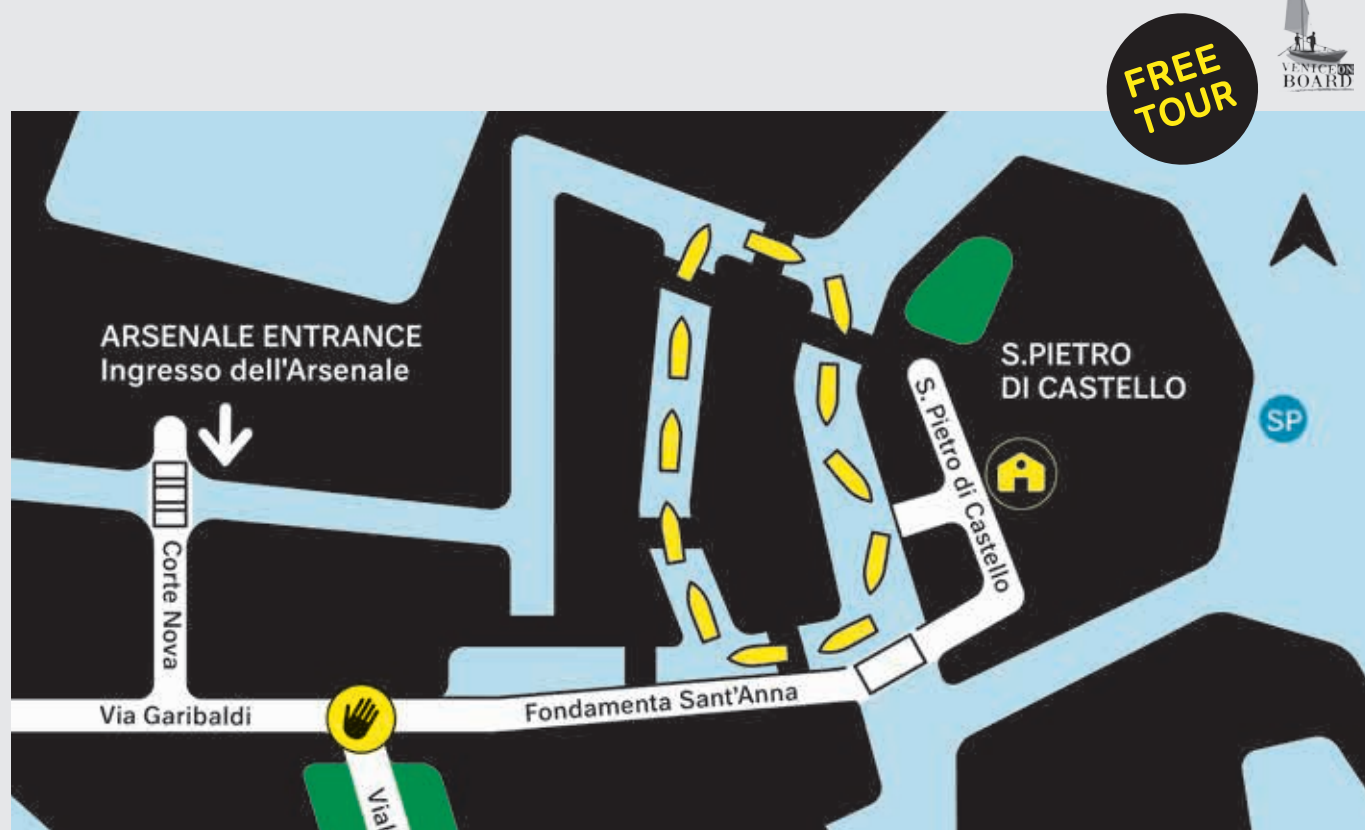 FREE
TOUR
VENICE ON
BOARD
ARSENALE ENTRANCE
Ingresso dell'Arsenale
S.PIETRO
DI CASTELLO
SP
S. Pietro di Castello
Corte Nova
Via Garibaldi
Fondamenta Sant'Anna
Vial